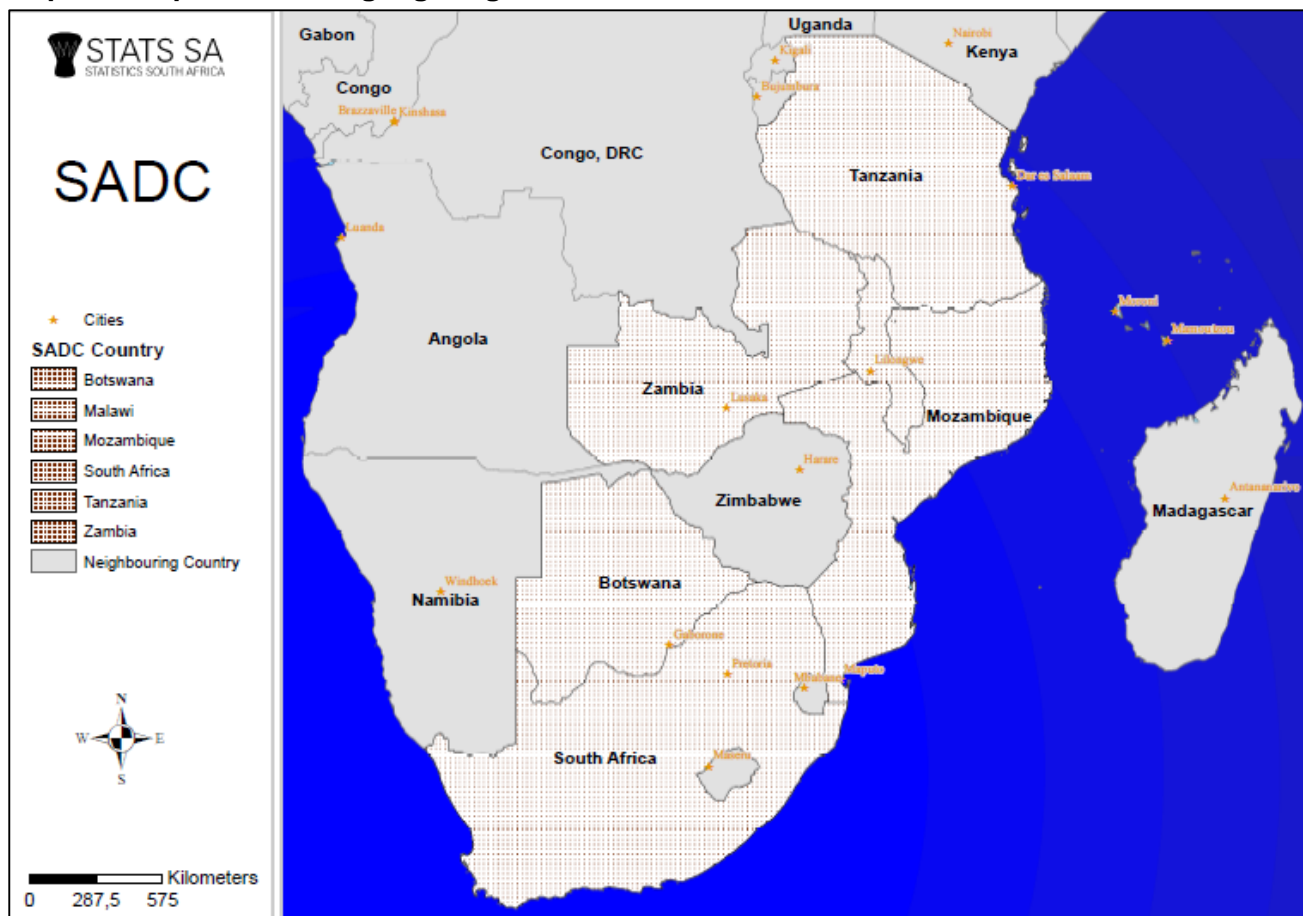 STATS SA
STATISTICS SOUTH AFRICA
SADC
Cities
SADC Country
Botswana
Malawi
Mozambique
South Africa
Tanzania
Zambia
Neighbouring Country
N
W
E
S
Kilometers
0 287,5 575
Gabon
Uganda
Nairobi
Kenya
Kigali
Congo
Bujumbura
Brazzaville
Kinshasa
Congo, DRC
Tanzania
Dar es Salaam
Luanda
Moroni
Angola
Lilongwe
Zambia
Lusaka
Mozambique
Harare
Zimbabwe
Antananarivo
Madagascar
Botswana
Windhoek
Namibia
Gaborone
Pretoria
Mbabane
Maputo
South Africa
Maseru